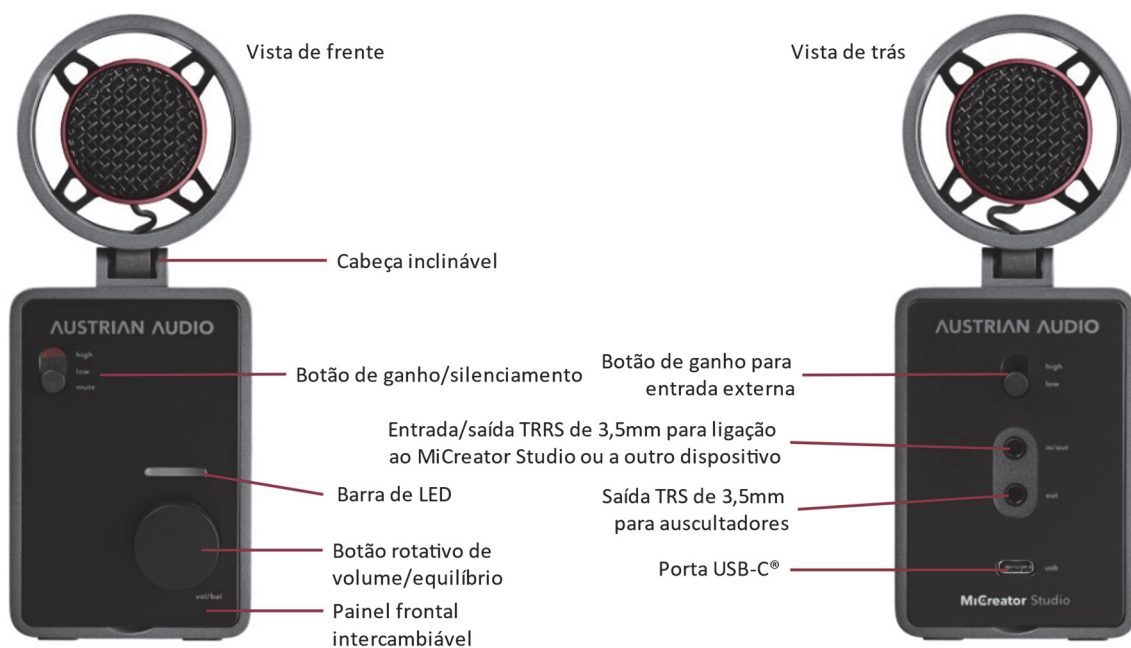 Vista de frente
Vista de trás
Cabeça inclinável
AUSTRIAN AUDIO
high
low
mute
Botão de ganho/silenciamento
Barra de LED
Botão rotativo de
volume/equilíbrio
vol/bal
Painel frontal
intercambiável
AUSTRIAN AUDIO
Botão de ganho para
entrada externa
high
low
Entrada/saída TRRS de 3,5mm para ligação
ao MiCreator Studio ou a outro dispositivo
in/out
Saída TRS de 3,5mm
para auscultadores
out
Porta USB-C®
usb
MiCreator Studio